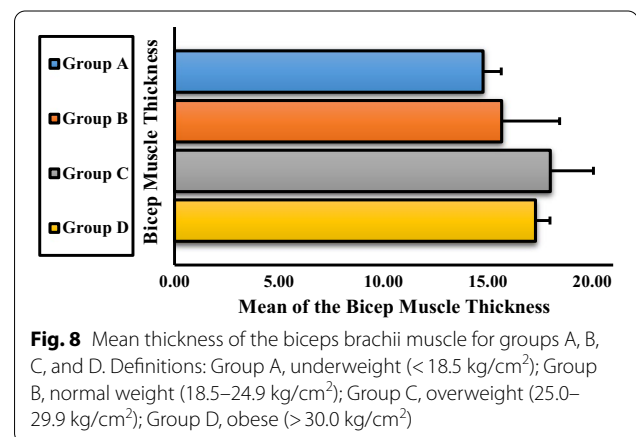 Group A
Group B
Group C
Group D
Bicep Muscle Thickness
0.00 5.00 10.00 15.00 20.00
Mean of the Bicep Muscle Thickness
Fig. 8 Mean thickness of the biceps brachii muscle for groups A, B,
C, and D. Definitions: Group A, underweight (< 18.5 kg/cm²); Group
B, normal weight (18.5–24.9 kg/cm²); Group C, overweight (25.0–
29.9 kg/cm²); Group D, obese (> 30.0 kg/cm²)